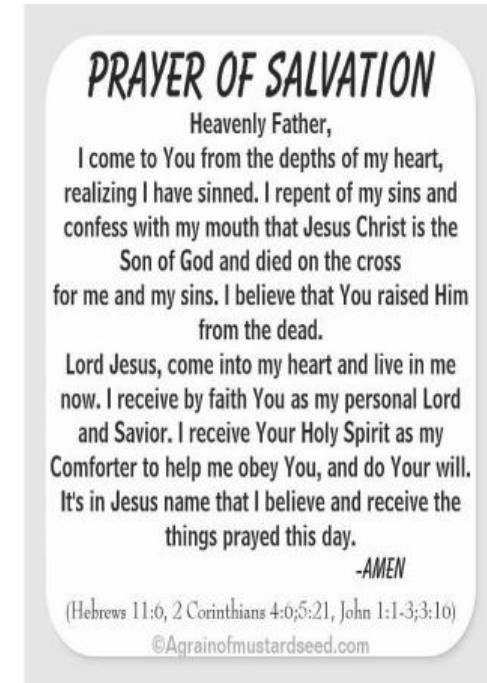 PRAYER OF SALVATION
Heavenly Father,
I come to You from the depths of my heart,
realizing I have sinned. I repent of my sins and
confess with my mouth that Jesus Christ is the
Son of God and died on the cross
for me and my sins. I believe that You raised Him
from the dead.
Lord Jesus, come into my heart and live in me
now. I receive by faith You as my personal Lord
and Savior. I receive Your Holy Spirit as my
Comforter to help me obey You, and do Your will.
It's in Jesus name that I believe and receive the
things prayed this day.
-AMEN
(Hebrews 11:6, 2 Corinthians 4:6;5:21, John 1:1-3;3:16)
©Agrainofmustardseed.com